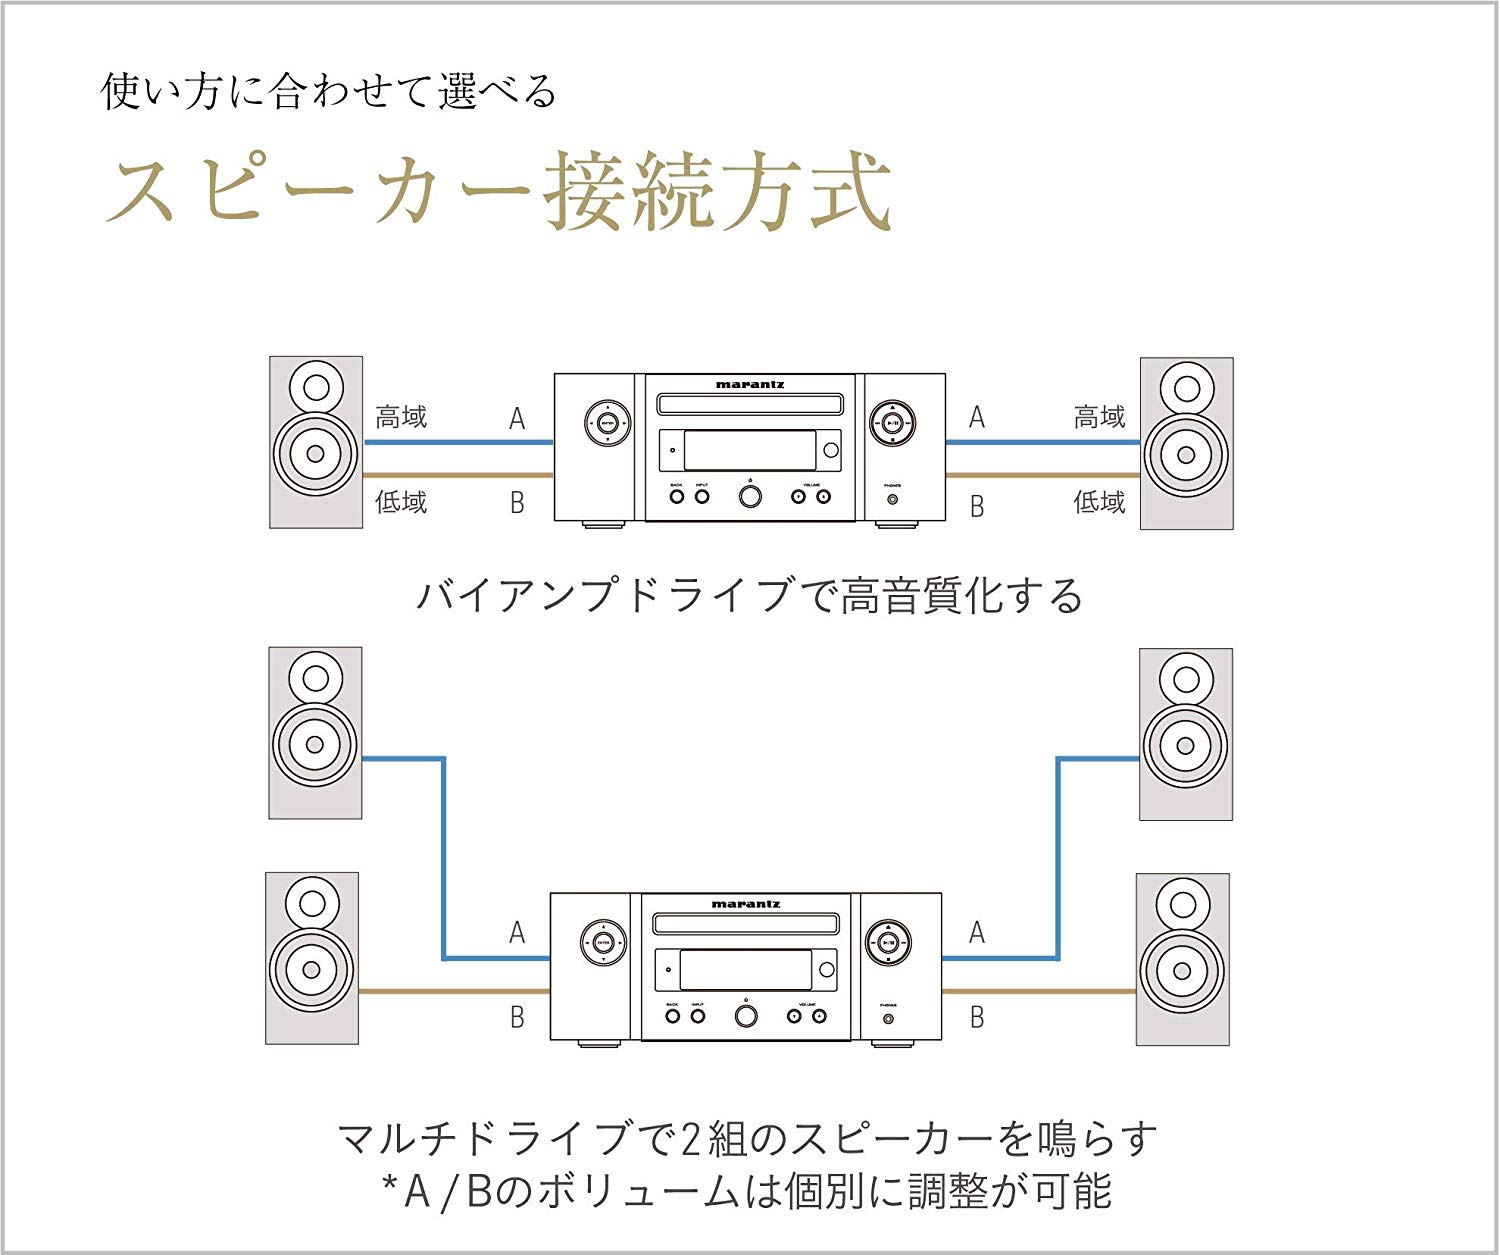 使い方に合わせて選べる
スピーカー接続方式
高域 A marantz A 高域
ENTER
低域 B BACK INPUT VOLUME PHONES B 低域
バイアンプドライブで高音質化する
A marantz A
ENTER
B BACK INPUT VOLUME PHONES B
マルチドライブで2組のスピーカーを鳴らす
*A/Bのボリュームは個別に調整が可能